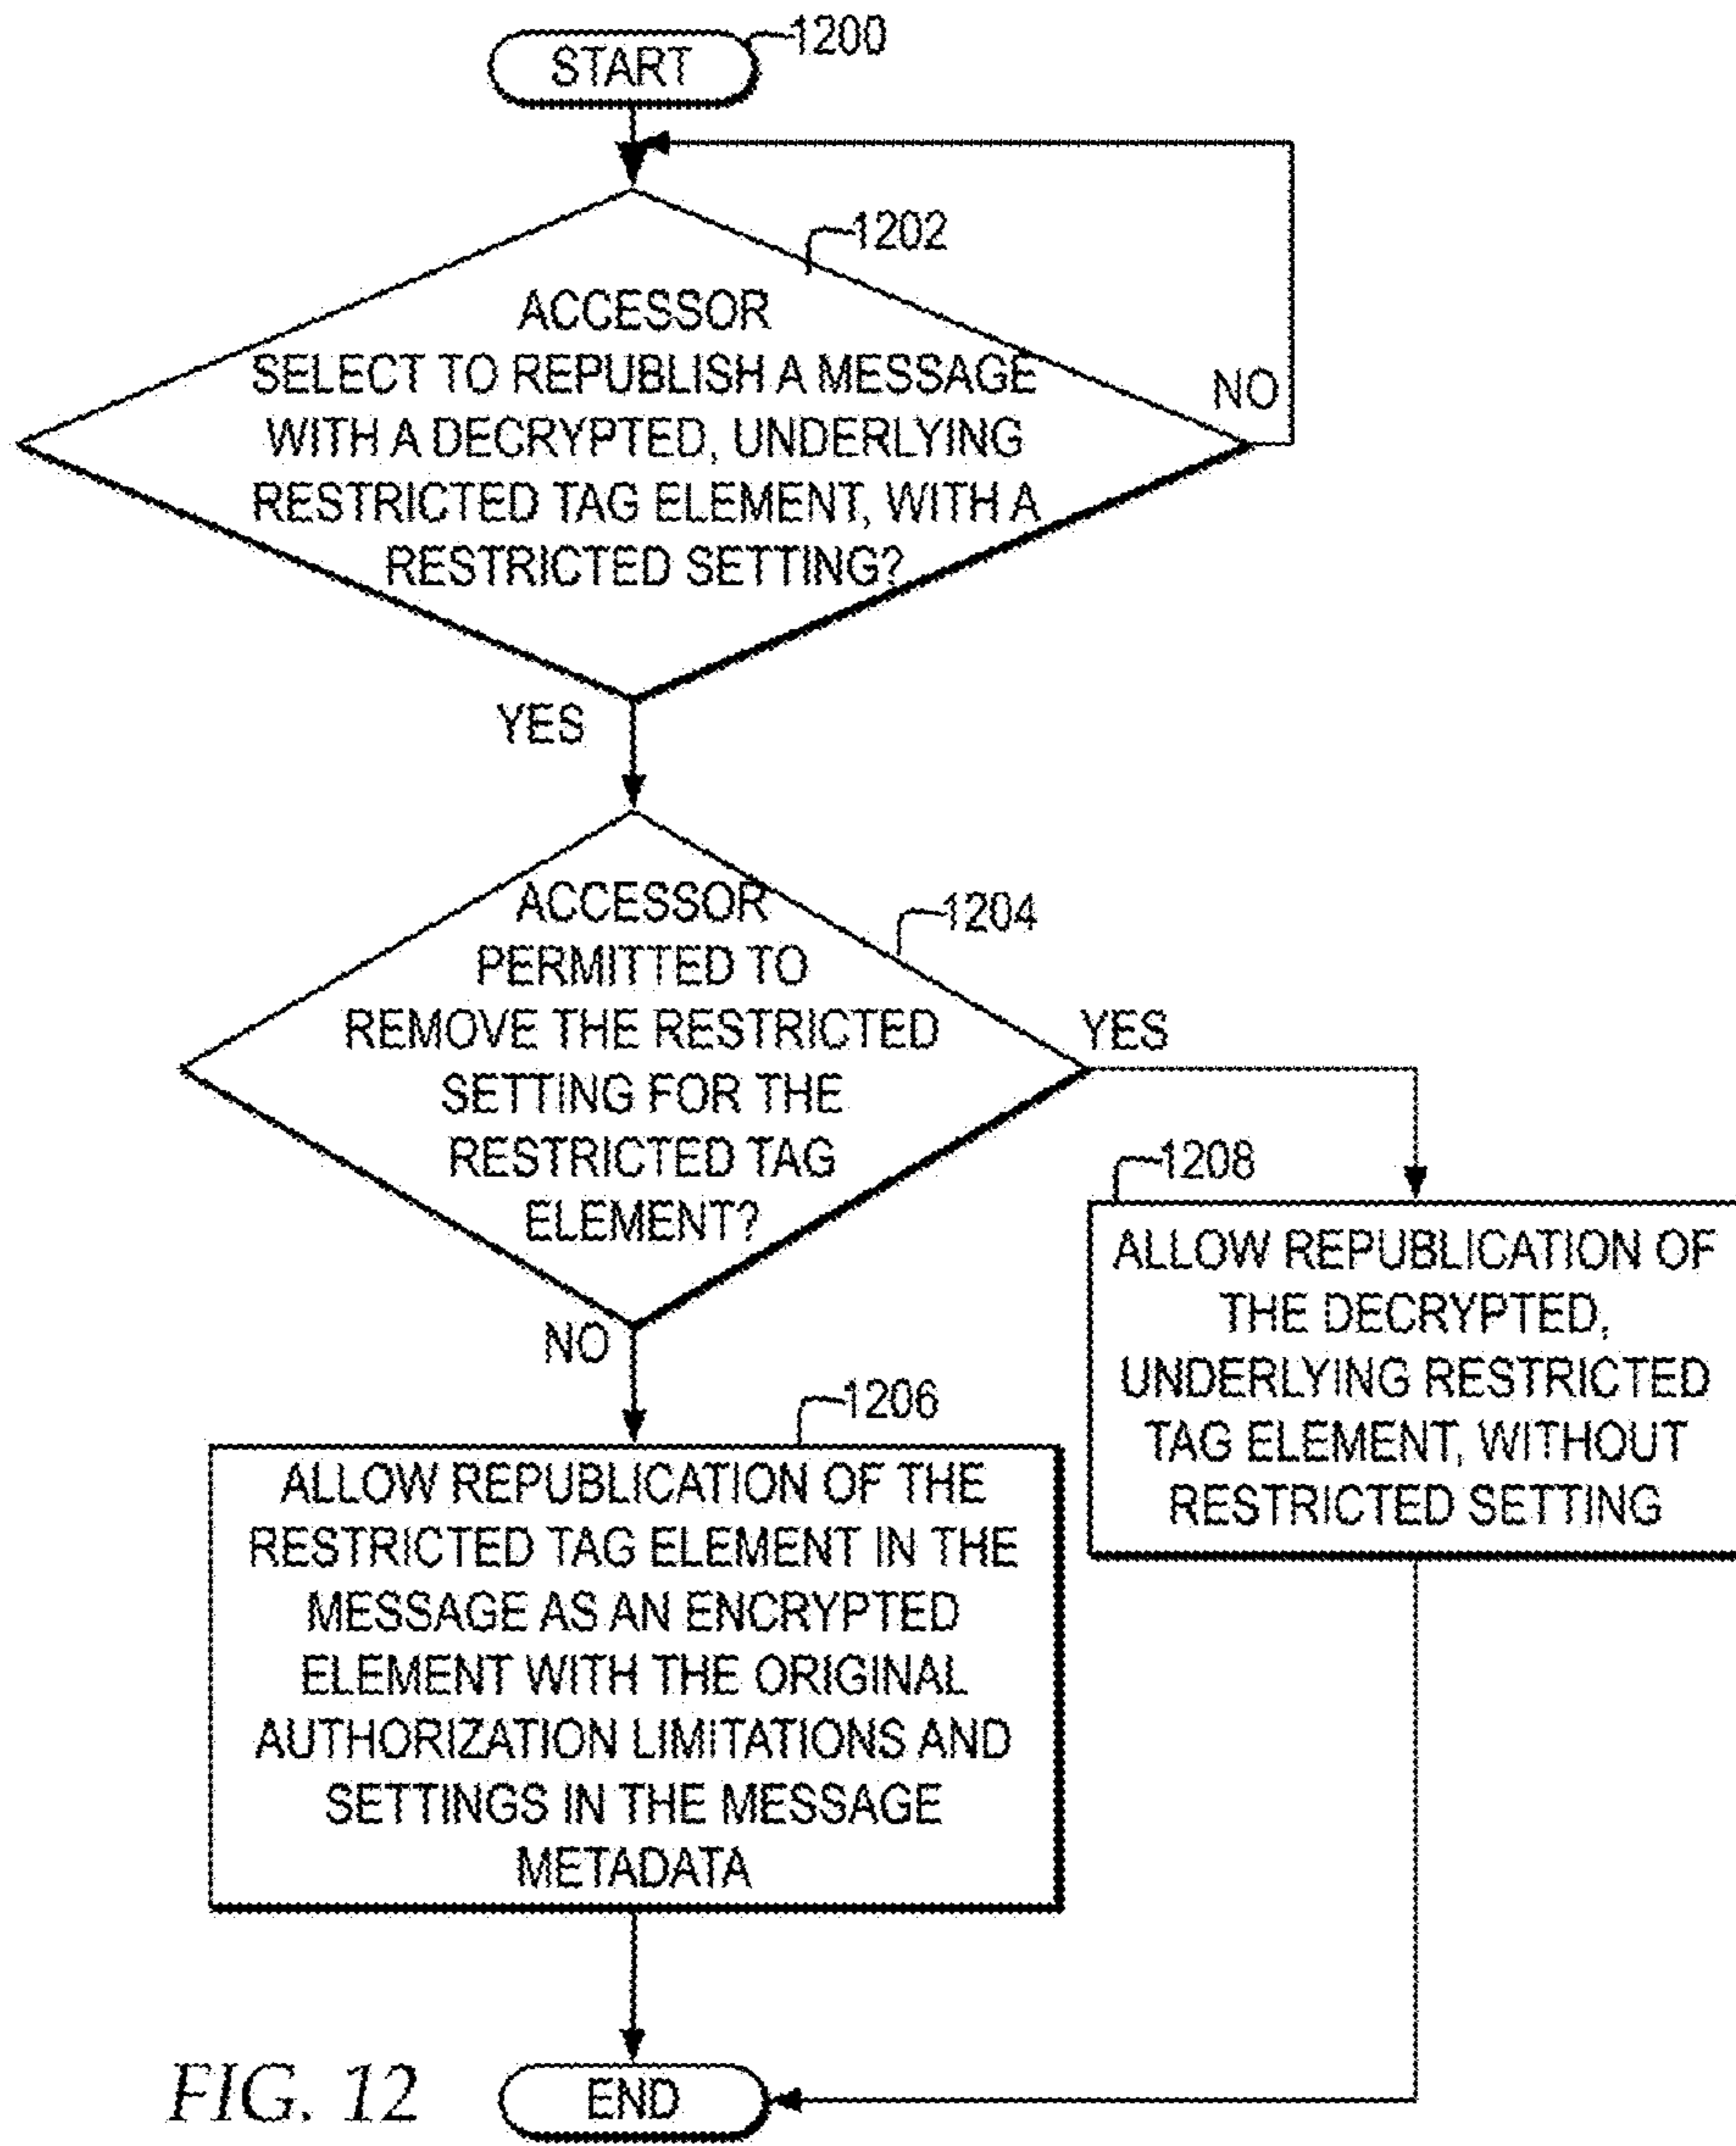 START
1200
1202
ACCESSOR
SELECT TO REPUBLISH A MESSAGE
WITH A DECRYPTED, UNDERLYING
RESTRICTED TAG ELEMENT, WITH A
RESTRICTED SETTING?
NO
YES
1204
ACCESSOR
PERMITTED TO
REMOVE THE RESTRICTED
SETTING FOR THE
RESTRICTED TAG
ELEMENT?
YES
NO
1208
ALLOW REPUBLICATION OF
THE DECRYPTED,
UNDERLYING RESTRICTED
TAG ELEMENT, WITHOUT
RESTRICTED SETTING
1206
ALLOW REPUBLICATION OF THE
RESTRICTED TAG ELEMENT IN THE
MESSAGE AS AN ENCRYPTED
ELEMENT WITH THE ORIGINAL
AUTHORIZATION LIMITATIONS AND
SETTINGS IN THE MESSAGE
METADATA
END
FIG. 12